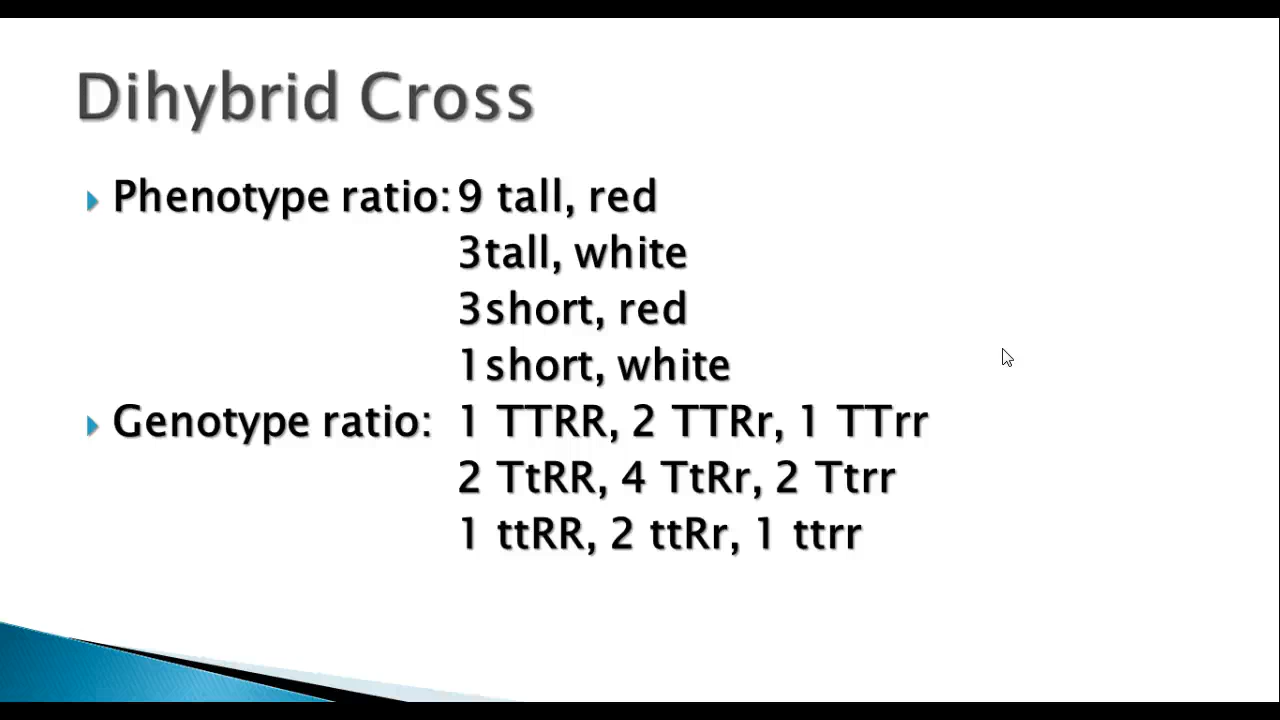 Dihybrid Cross
Phenotype ratio: 9 tall, red
3tall, white
3short, red
1short, white
Genotype ratio: 1 TTRR, 2 TTRr, 1 TTrr
2 TtRR, 4 TtRr, 2 Ttrr
1 ttRR, 2 ttRr, 1 ttrr